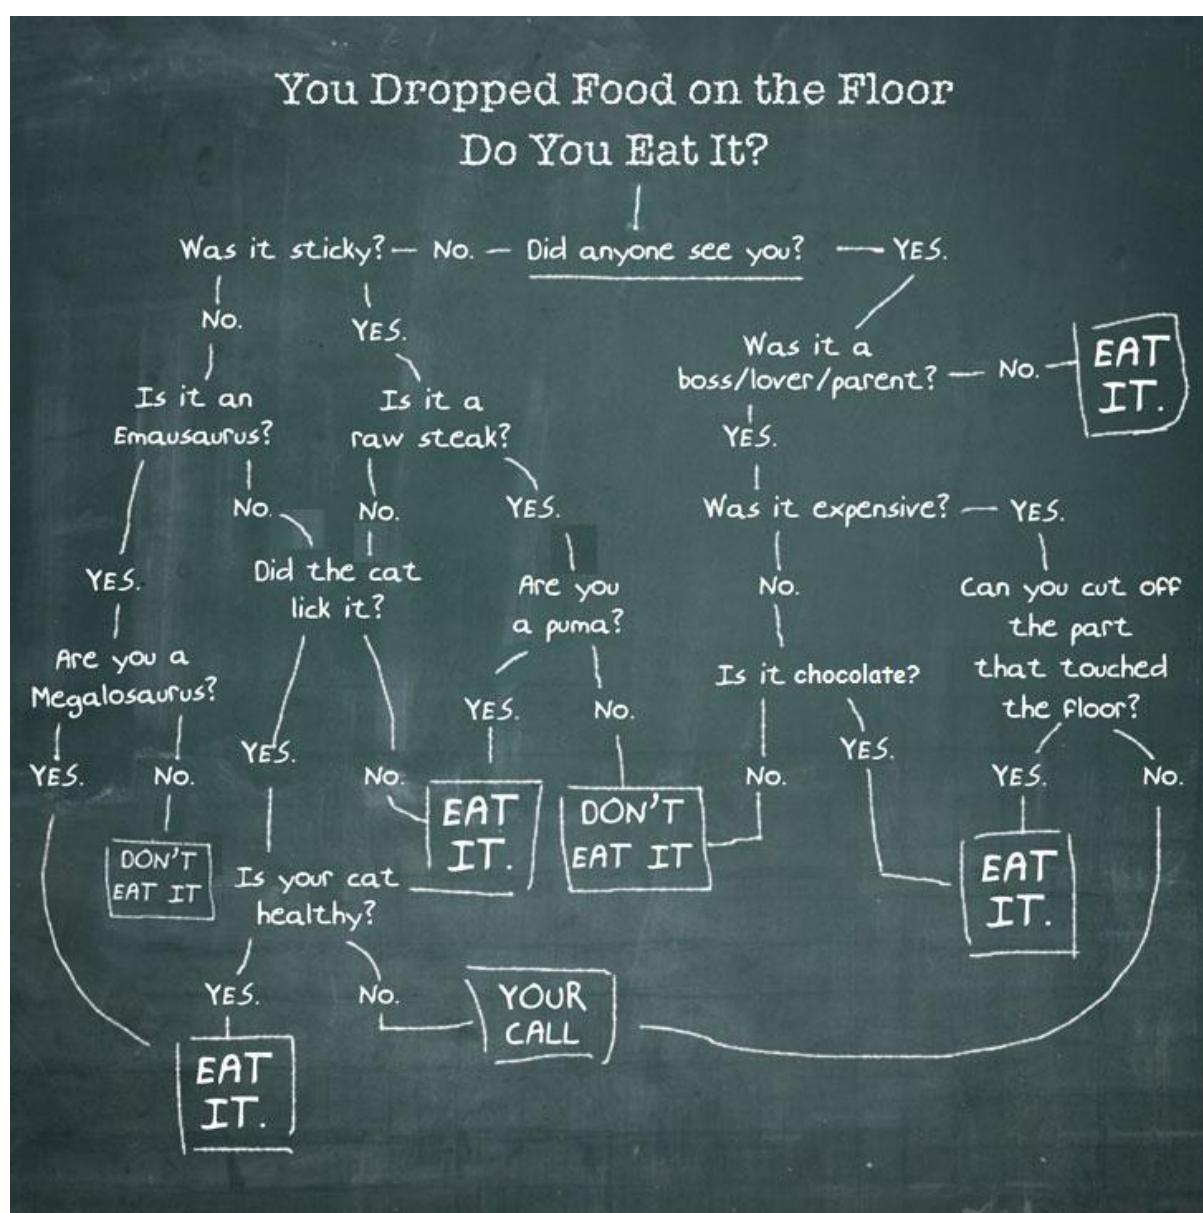 You Dropped Food on the Floor
Do You Eat It?
Was it sticky? — No. — Did anyone see you? — YES.
No.
YES.
Was it a
boss/lover/parent? — No.
EAT
IT.
Is it an
Emausaurus?
Is it a
raw steak?
YES.
No.
No.
YES.
Was it expensive? — YES.
YES.
Did the cat
lick it?
Are you
a puma?
No.
Can you cut off
the part
that touched
the floor?
Are you a
Megalosaurus?
Is it chocolate?
YES.
No.
YES.
No.
YES.
No.
No.
YES.
YES.
No.
DON'T
EAT IT
EAT
IT.
DON'T
EAT IT
EAT
IT.
Is your cat
healthy?
YES.
No.
YOUR
CALL
EAT
IT.